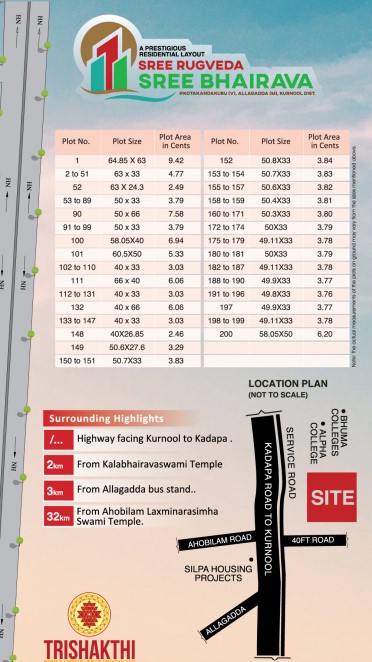 A PRESTIGIOUS
RESIDENTIAL LAYOUT
SREE RUGVEDA
SREE BHAIRAVA
@KOTAKANDAKURU (V), ALLAGADDA (M), KURNOOL DIST.
Plot No. Plot Size Plot Area in Cents
1 64.85 X 63 9.42
2 to 51 63 x 33 4.77
52 63 X 24.3 2.49
53 to 89 50 x 33 3.79
90 50 x 66 7.58
91 to 99 50 x 33 3.79
100 58.05X40 6.94
101 60.5X50 5.33
102 to 110 40 x 33 3.03
111 66 x 40 6.06
112 to 131 40 x 33 3.03
132 40 x 66 6.06
133 to 147 40 x 33 3.03
148 40X26.85 2.46
149 50.6X27.6 3.29
150 to 151 50.7X33 3.83
Plot No. Plot Size Plot Area in Cents
152 50.8X33 3.84
153 to 154 50.7X33 3.83
155 to 157 50.6X33 3.82
158 to 159 50.4X33 3.81
160 to 171 50.3X33 3.80
172 to 174 50X33 3.79
175 to 179 49.11X33 3.78
180 to 181 50X33 3.79
182 to 187 49.11X33 3.78
188 to 190 49.9X33 3.77
191 to 196 49.8X33 3.76
197 49.9X33 3.77
198 to 199 49.11X33 3.78
200 58.05X50 6.20
Note: the actual measurements of the plots on ground may vary from the sizes mentioned above.
LOCATION PLAN
(NOT TO SCALE)
Surrounding Highlights
/... Highway facing Kurnool to Kadapa .
2km From Kalabhairavaswami Temple
3km From Allagadda bus stand..
32km From Ahobilam Laxminarasimha
Swami Temple.
KADAPA ROAD TO KURNOOL
SERVICE ROAD
• BHUMA COLLEGES
• ALPHA COLLEGE
SITE
AHOBILAM ROAD
40FT ROAD
SILPA HOUSING
PROJECTS
ALLAGADDA
TRISHAKTHI
NH
NH
NH
NH
NH
NH
NH
NH